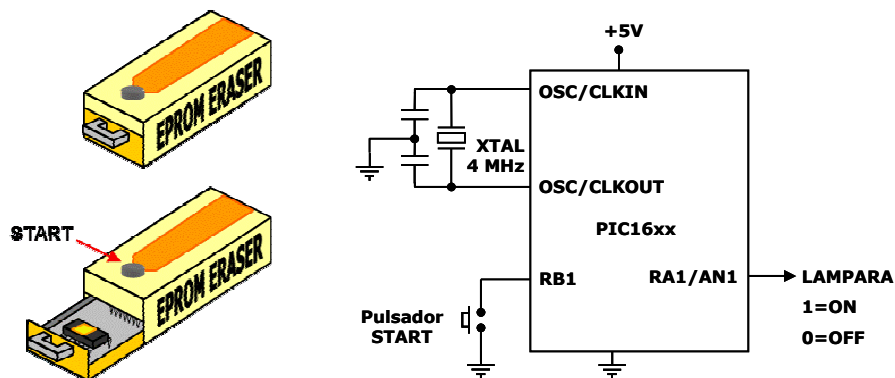 EPROM ERASER
START
EPROM ERASER
+5V
OSC/CLKIN
XTAL
4 MHz
OSC/CLKOUT
PIC16xx
RB1
RA1/AN1
LAMPARA
1=ON
0=OFF
Pulsador
START